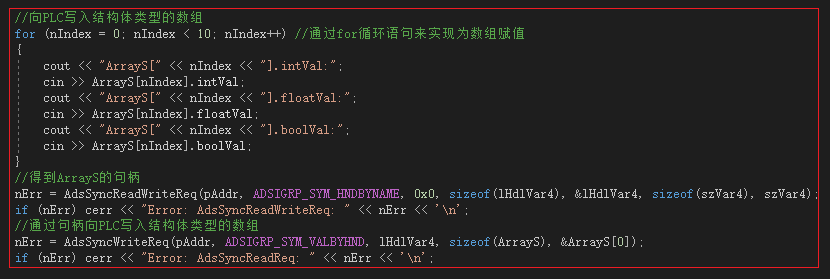 //向PLC写入结构体类型的数组
for (nIndex = 0; nIndex < 10; nIndex++) //通过for循环语句来实现为数组赋值
{
    cout << "ArrayS[" << nIndex << "].intVal:";
    cin >> ArrayS[nIndex].intVal;
    cout << "ArrayS[" << nIndex << "].floatVal:";
    cin >> ArrayS[nIndex].floatVal;
    cout << "ArrayS[" << nIndex << "].boolVal:";
    cin >> ArrayS[nIndex].boolVal;
}
//得到ArrayS的句柄
nErr = AdsSyncReadWriteReq(pAddr, ADSIGRP_SYM_HNDBYNAME, 0x0, sizeof(lHdlVar4), &lHdlVar4, sizeof(szVar4), szVar4);
if (nErr) cerr << "Error: AdsSyncReadWriteReq: " << nErr << '\n';
//通过句柄向PLC写入结构体类型的数组
nErr = AdsSyncWriteReq(pAddr, ADSIGRP_SYM_VALBYHND, lHdlVar4, sizeof(ArrayS), &ArrayS[0]);
if (nErr) cerr << "Error: AdsSyncReadReq: " << nErr << '\n';